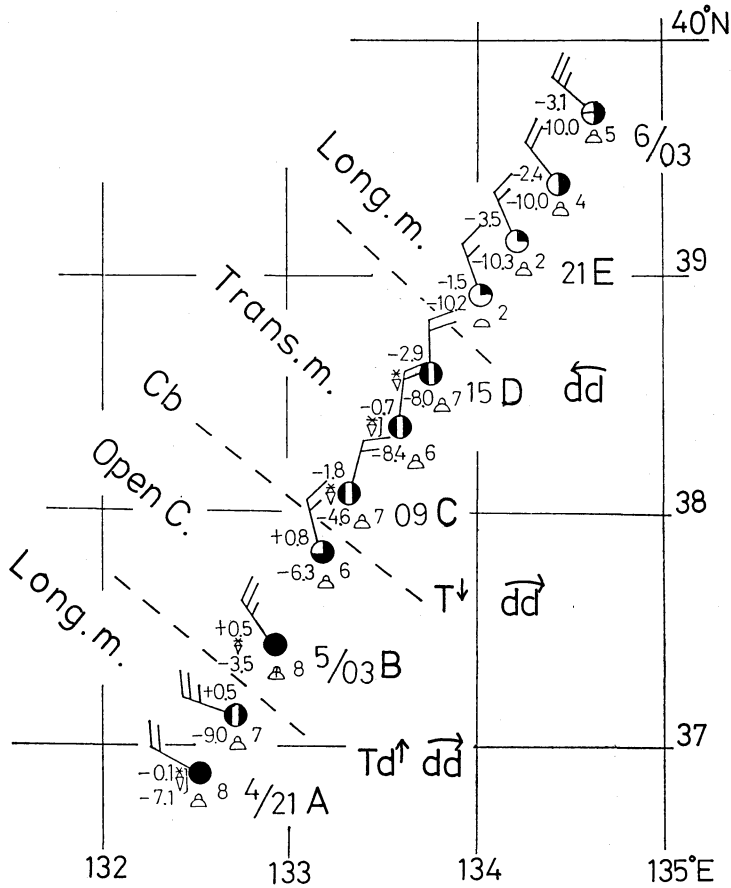 40°N
-3.1
-10.0 5
6/03
Long. m.
-2.4
-10.0 4
-3.5
-10.3 2
39
21E
-1.5
-10.2 2
Trans. m.
-2.9
-8.0 7
15 D
dd
-0.7
-8.4 6
Cb
-1.8
-4.6 7
09 C
38
Open C.
+0.8
-6.3 6
T↓ dd
Long. m.
+0.5
-3.5 8
5/03 B
+0.5
-9.0 7
37
Td↑ dd
-0.1
-7.1 8
4/21 A
132 133 134 135°E